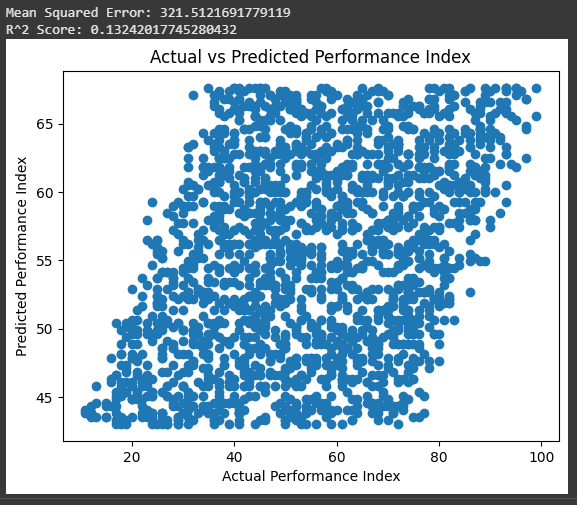 Mean Squared Error: 321.5121691779119
R^2 Score: 0.13242017745280432
Actual vs Predicted Performance Index
Predicted Performance Index
65
60
55
50
45
20 40 60 80 100
Actual Performance Index